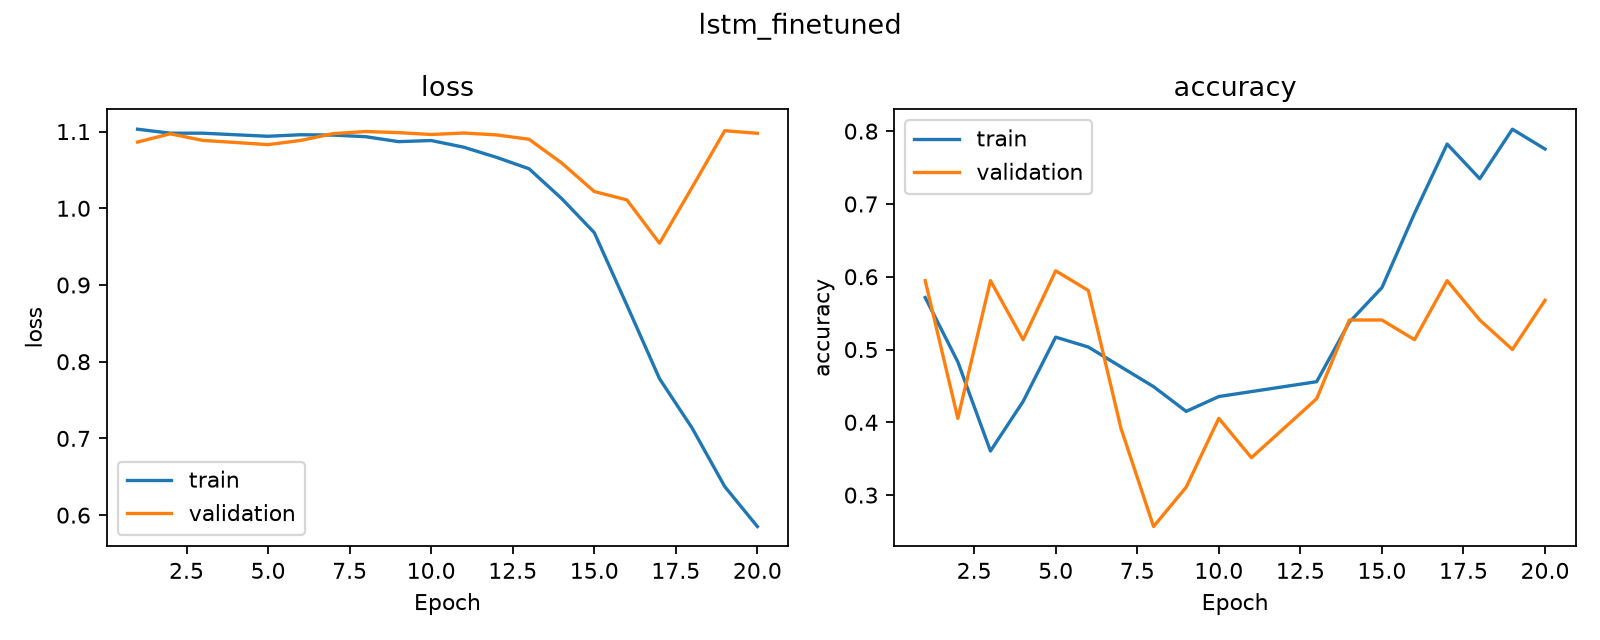 lstm_finetuned
loss
1.1
1.0
0.9
0.8
0.7
0.6
loss
train
validation
2.5 5.0 7.5 10.0 12.5 15.0 17.5 20.0
Epoch
accuracy
0.8
0.7
0.6
0.5
0.4
0.3
accuracy
train
validation
2.5 5.0 7.5 10.0 12.5 15.0 17.5 20.0
Epoch